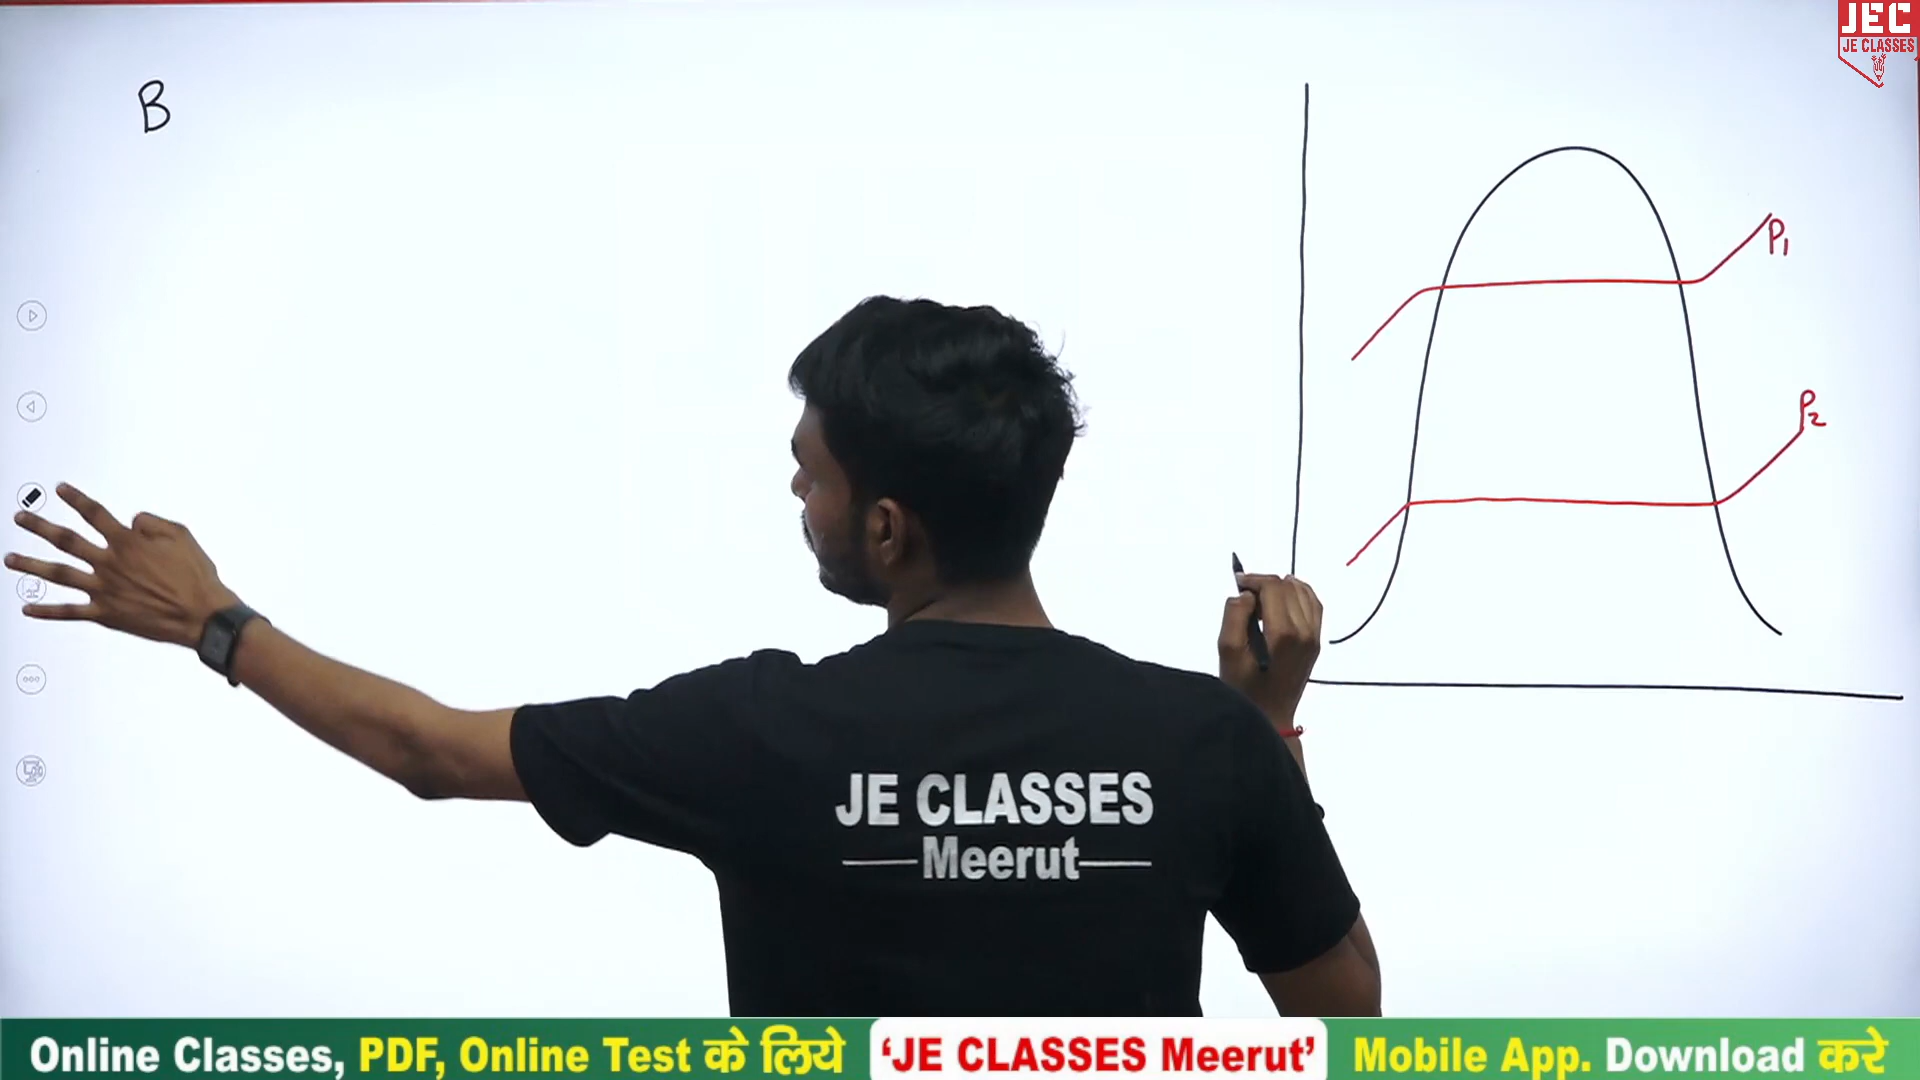 JEC
JE CLASSES
B
P1
P2
JE CLASSES
Meerut
Online Classes, PDF, Online Test के लिये 'JE CLASSES Meerut' Mobile App. Download करे